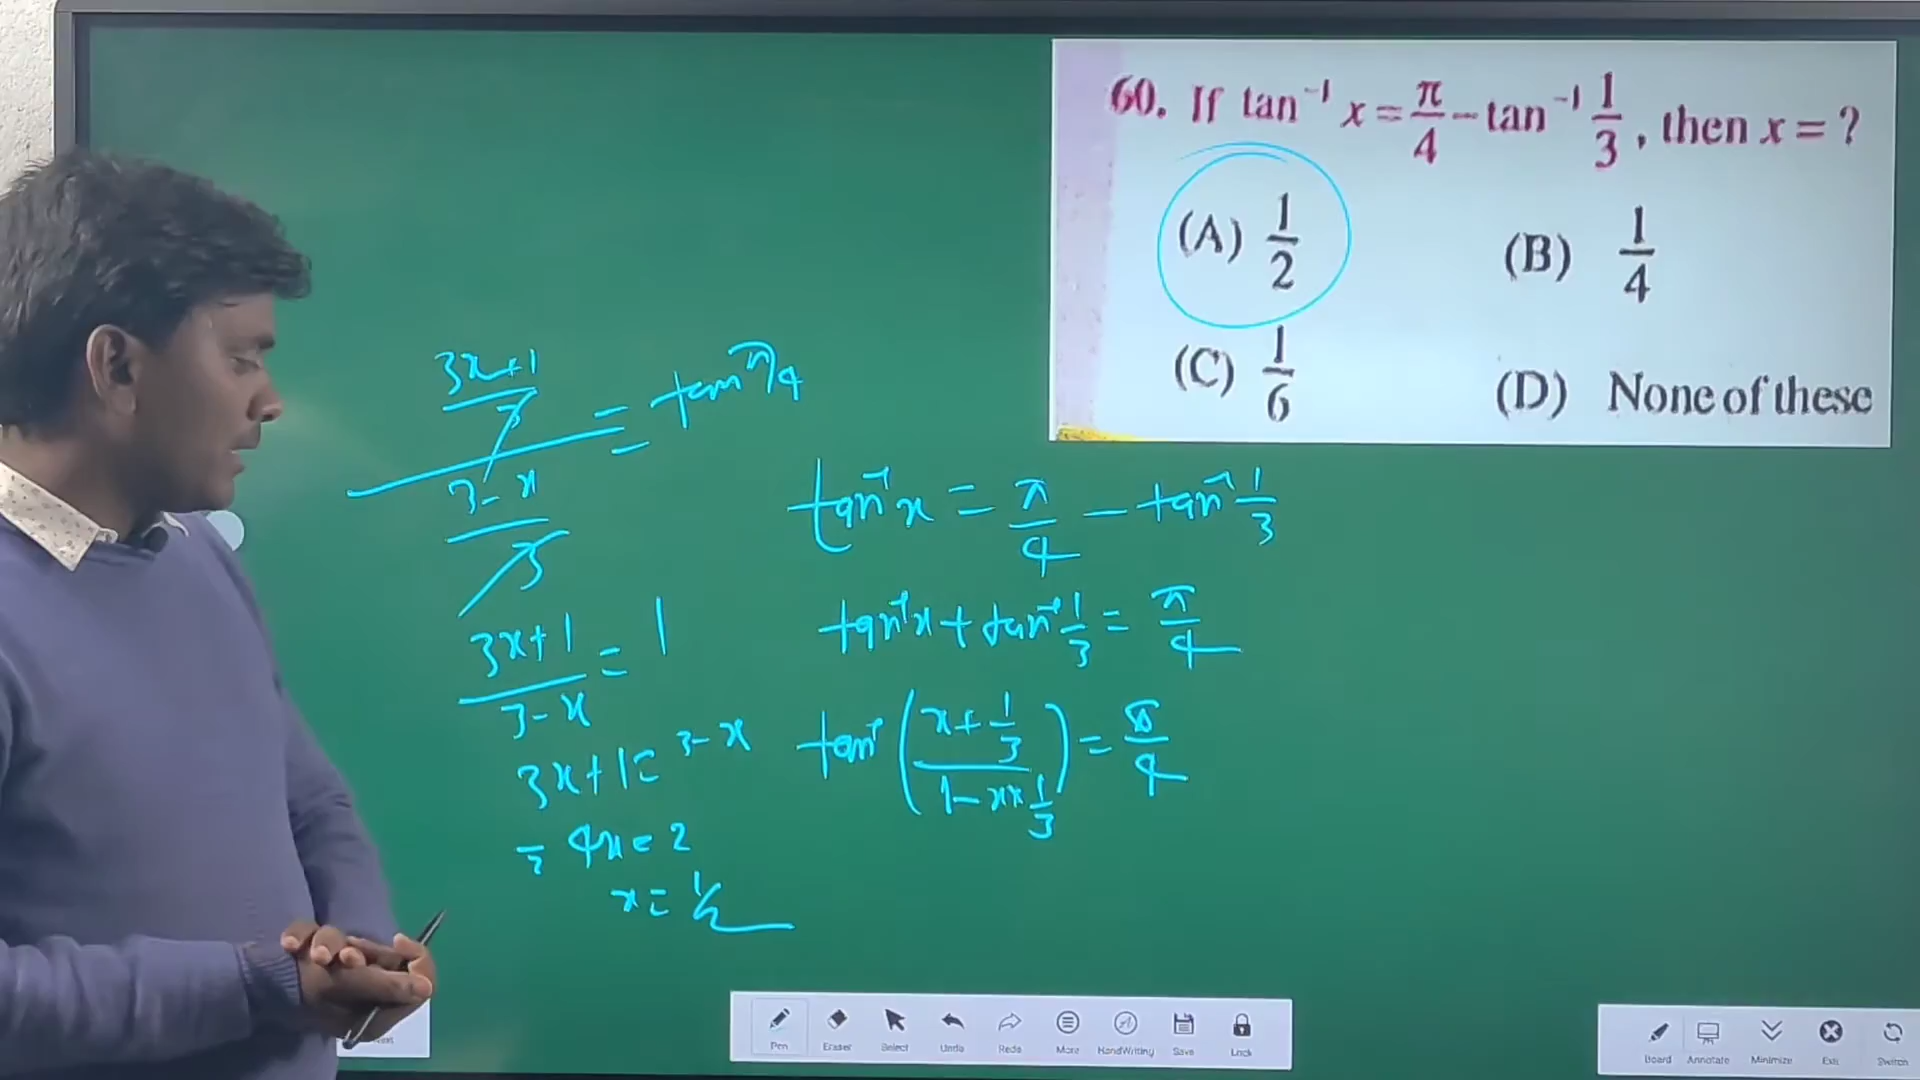 60. If tan⁻¹ x = π/4 − tan⁻¹ 1/3, then x = ?
(A) 1/2 (B) 1/4
(C) 1/6 (D) None of these
tan⁻¹x = π/4 − tan⁻¹ 1/3
tan⁻¹x + tan⁻¹ 1/3 = π/4
tan⁻¹ ((x + 1/3)/(1 − x × 1/3)) = π/4
((3x+1)/3)/((3−x)/3) = tan π/4
(3x+1)/(3−x) = 1
3x+1 = 3−x
= 4x = 2
x = 1/2
Pen Eraser Select Undo Redo More HandWriting Save Lock
Board Annotate Minimize Exit Switch